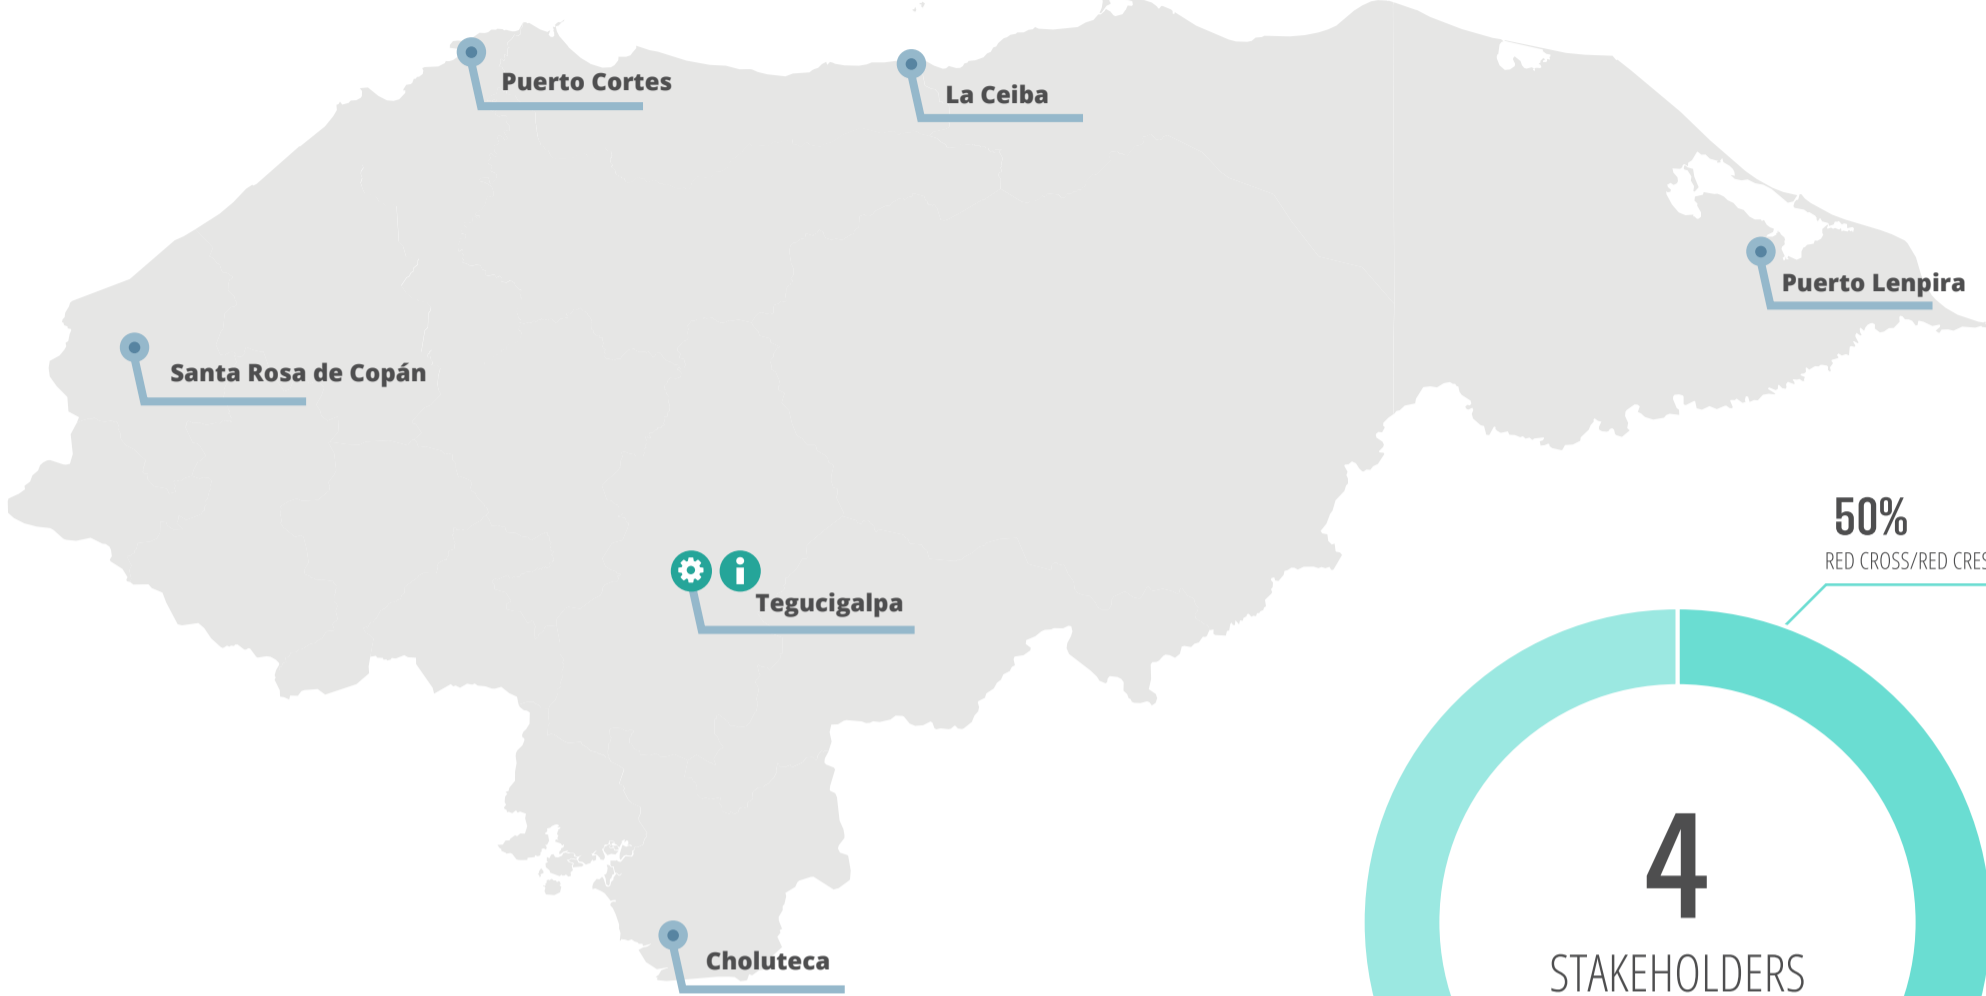 Puerto Cortes
La Ceiba
Puerto Lenpira
Santa Rosa de Copán
50%
RED CROSS/RED
Tegucigalpa
4
STAKEHOLDERS
Choluteca